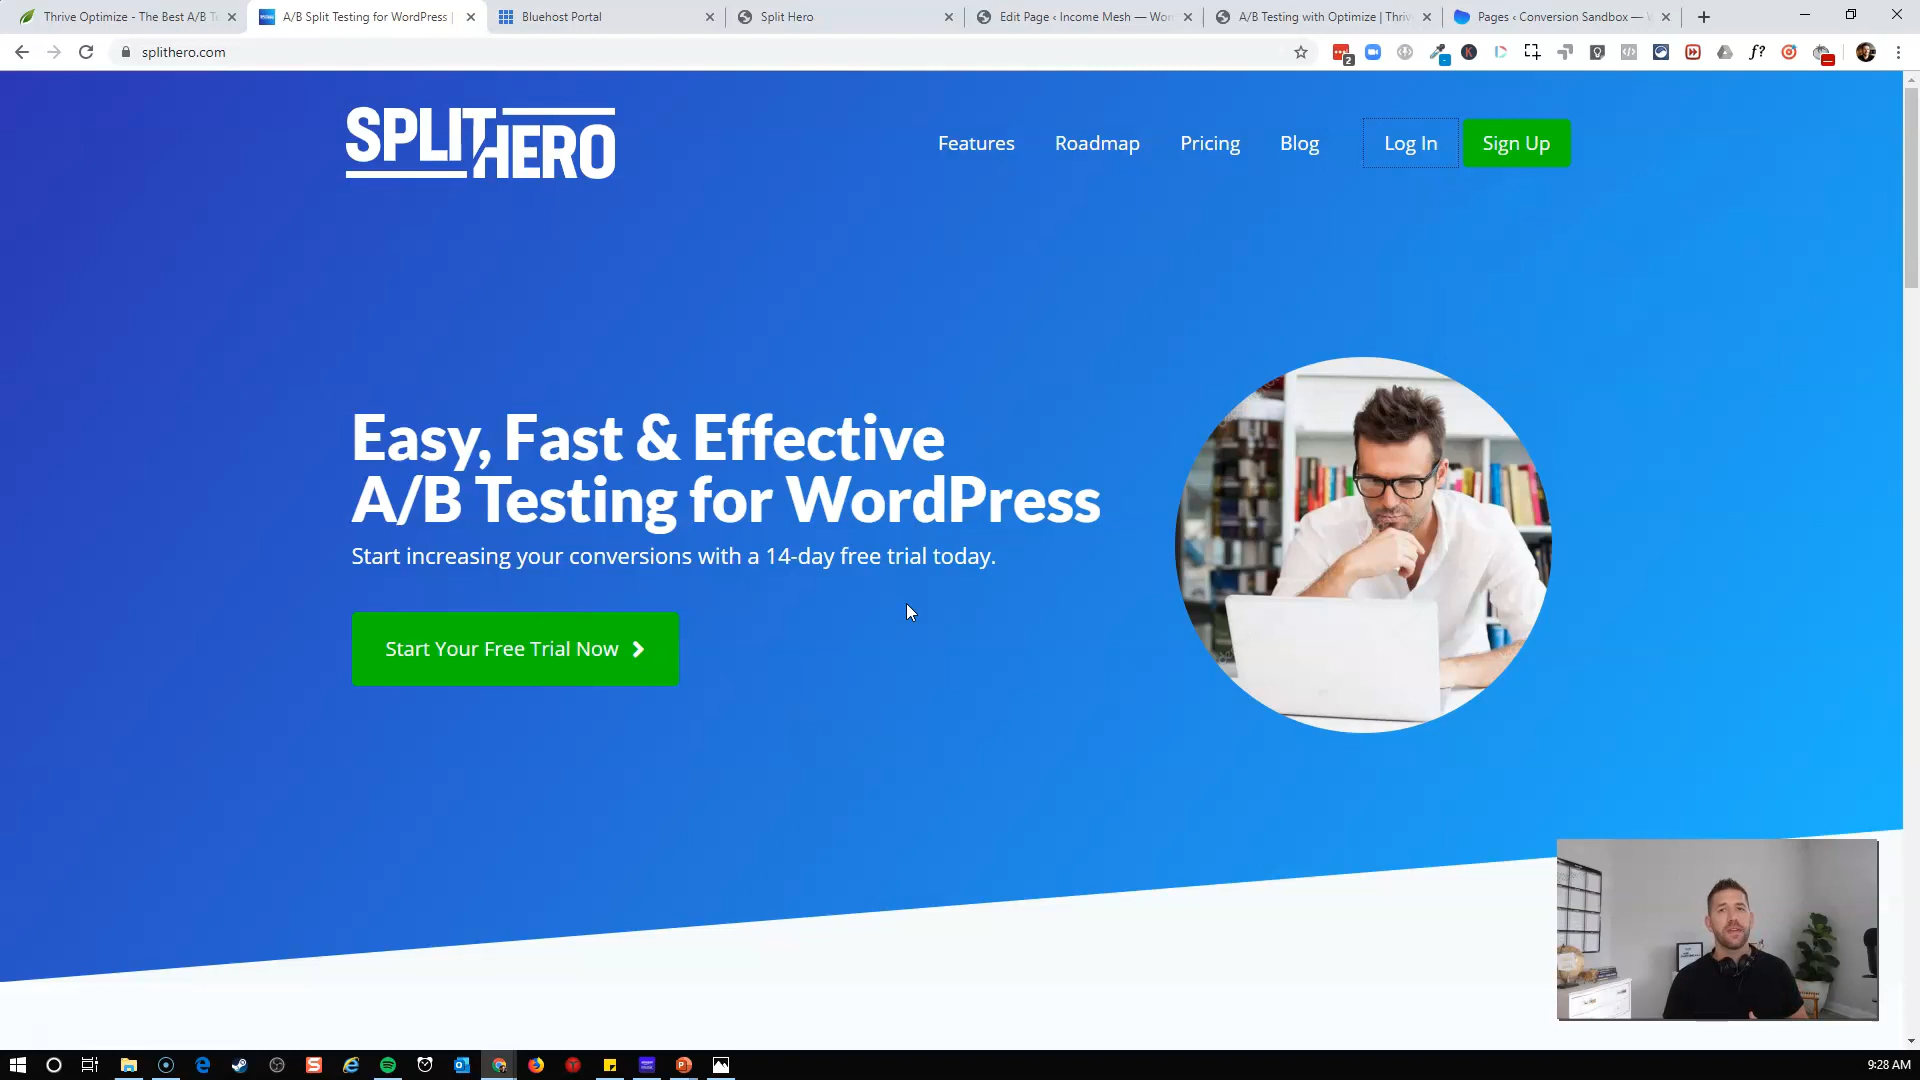 Thrive Optimize - The Best A/B T
A/B Split Testing for WordPress |
Bluehost Portal
Split Hero
Edit Page ‹ Income Mesh — Wor
A/B Testing with Optimize | Thriv
Pages ‹ Conversion Sandbox — W
splithero.com
2
f?
SPLIT HERO
Features
Roadmap
Pricing
Blog
Log In
Sign Up
Easy, Fast & Effective
A/B Testing for WordPress
Start increasing your conversions with a 14-day free trial today.
Start Your Free Trial Now
9:28 AM